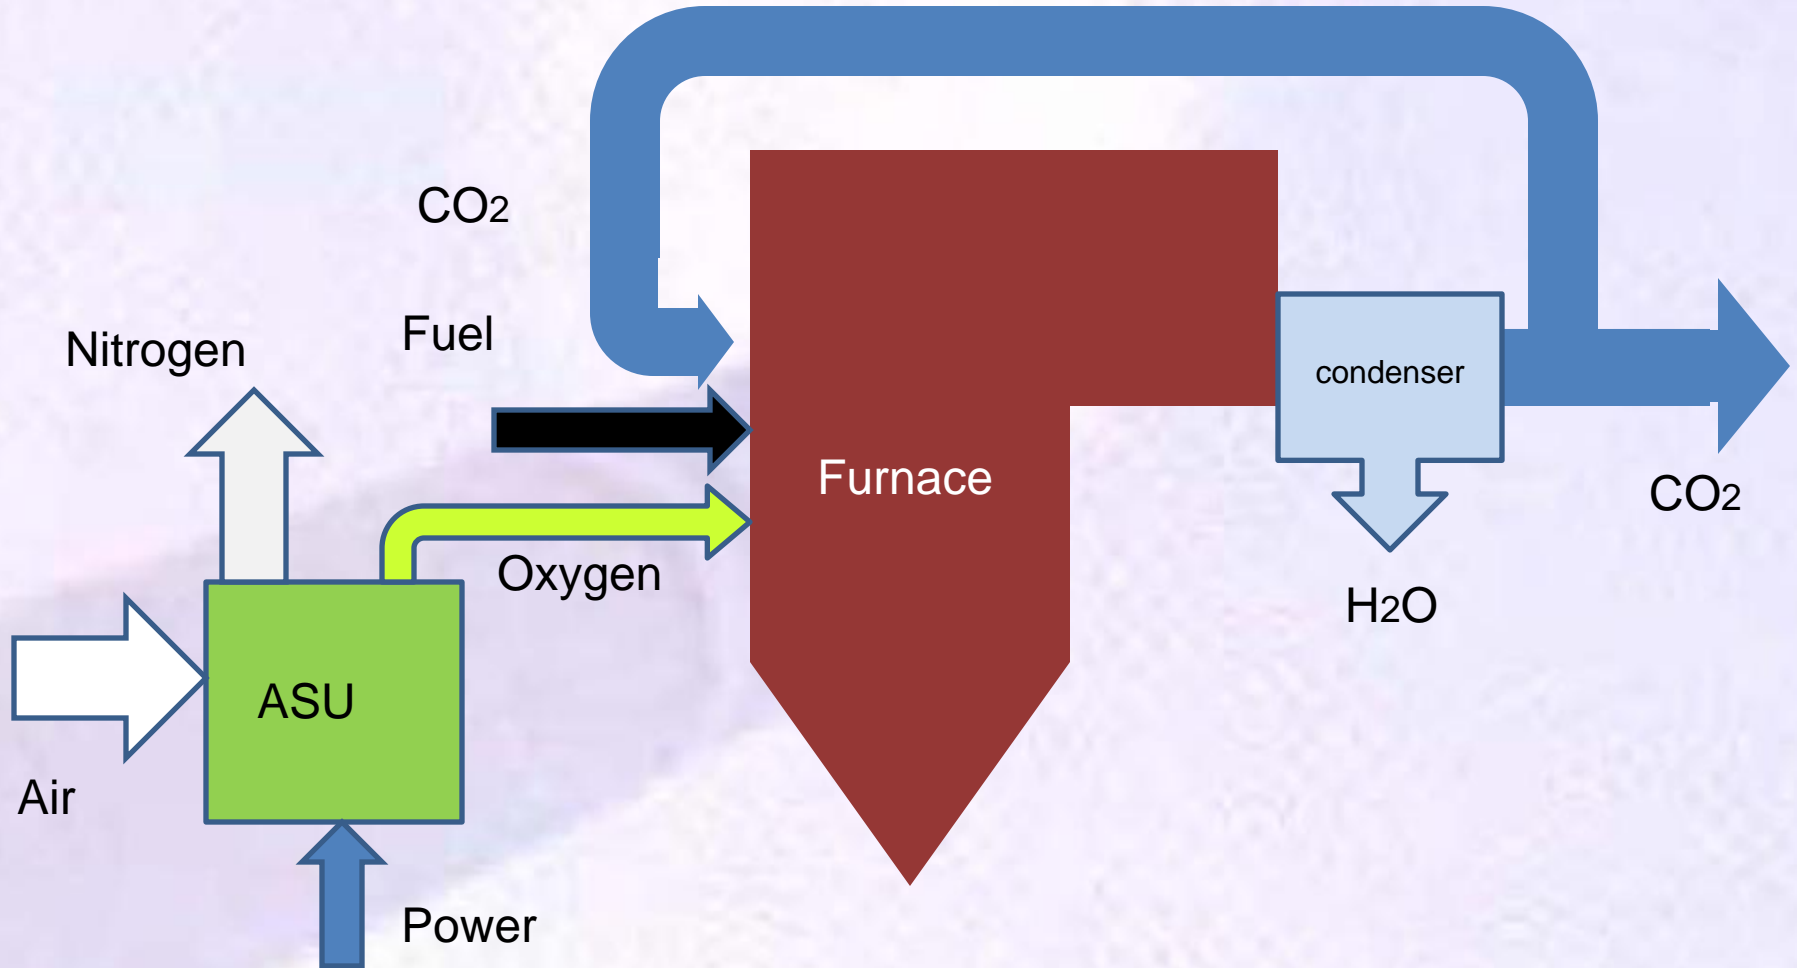 CO2
Fuel
Nitrogen
condenser
Furnace
CO2
Oxygen
H2O
ASU
Air
Power